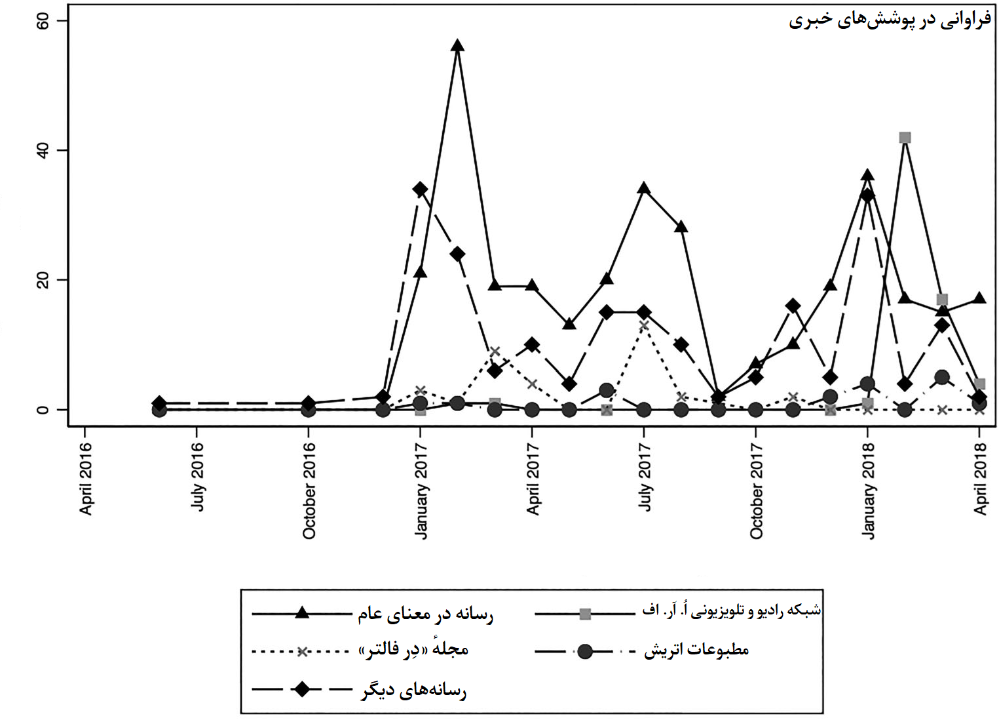 فراوانی در پوشش‌های خبری
60
40
20
0
April 2016
July 2016
October 2016
January 2017
April 2017
July 2017
October 2017
January 2018
April 2018
رسانه در معنای عام
شبکه رادیو و تلویزیونی اُ. آر. اف
مجلهٔ «دِر فالتر»
مطبوعات اتریش
رسانه‌های دیگر